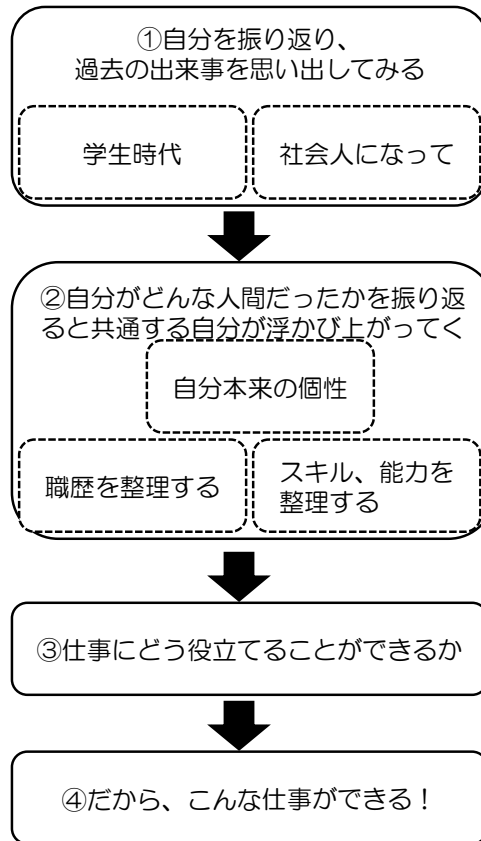 ①自分を振り返り、
過去の出来事を思い出してみる
学生時代
社会人になって
②自分がどんな人間だったかを振り返
ると共通する自分が浮かび上がってく
自分本来の個性
職歴を整理する
スキル、能力を
整理する
③仕事にどう役立てることができるか
④だから、こんな仕事ができる！